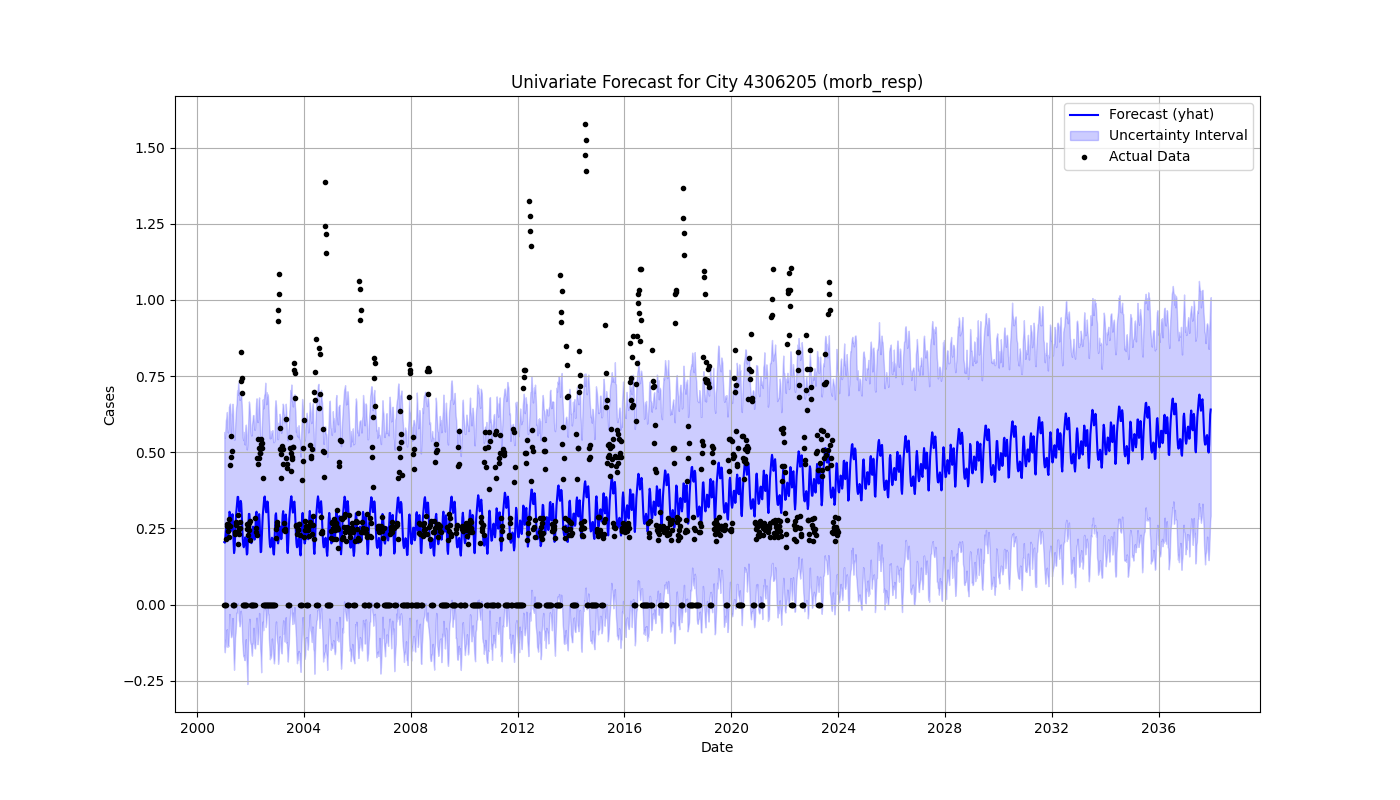 Univariate Forecast for City 4306205 (morb_resp)
Forecast (yhat)
Uncertainty Interval
Actual Data
Cases
1.50
1.25
1.00
0.75
0.50
0.25
0.00
−0.25
2000 2004 2008 2012 2016 2020 2024 2028 2032 2036
Date